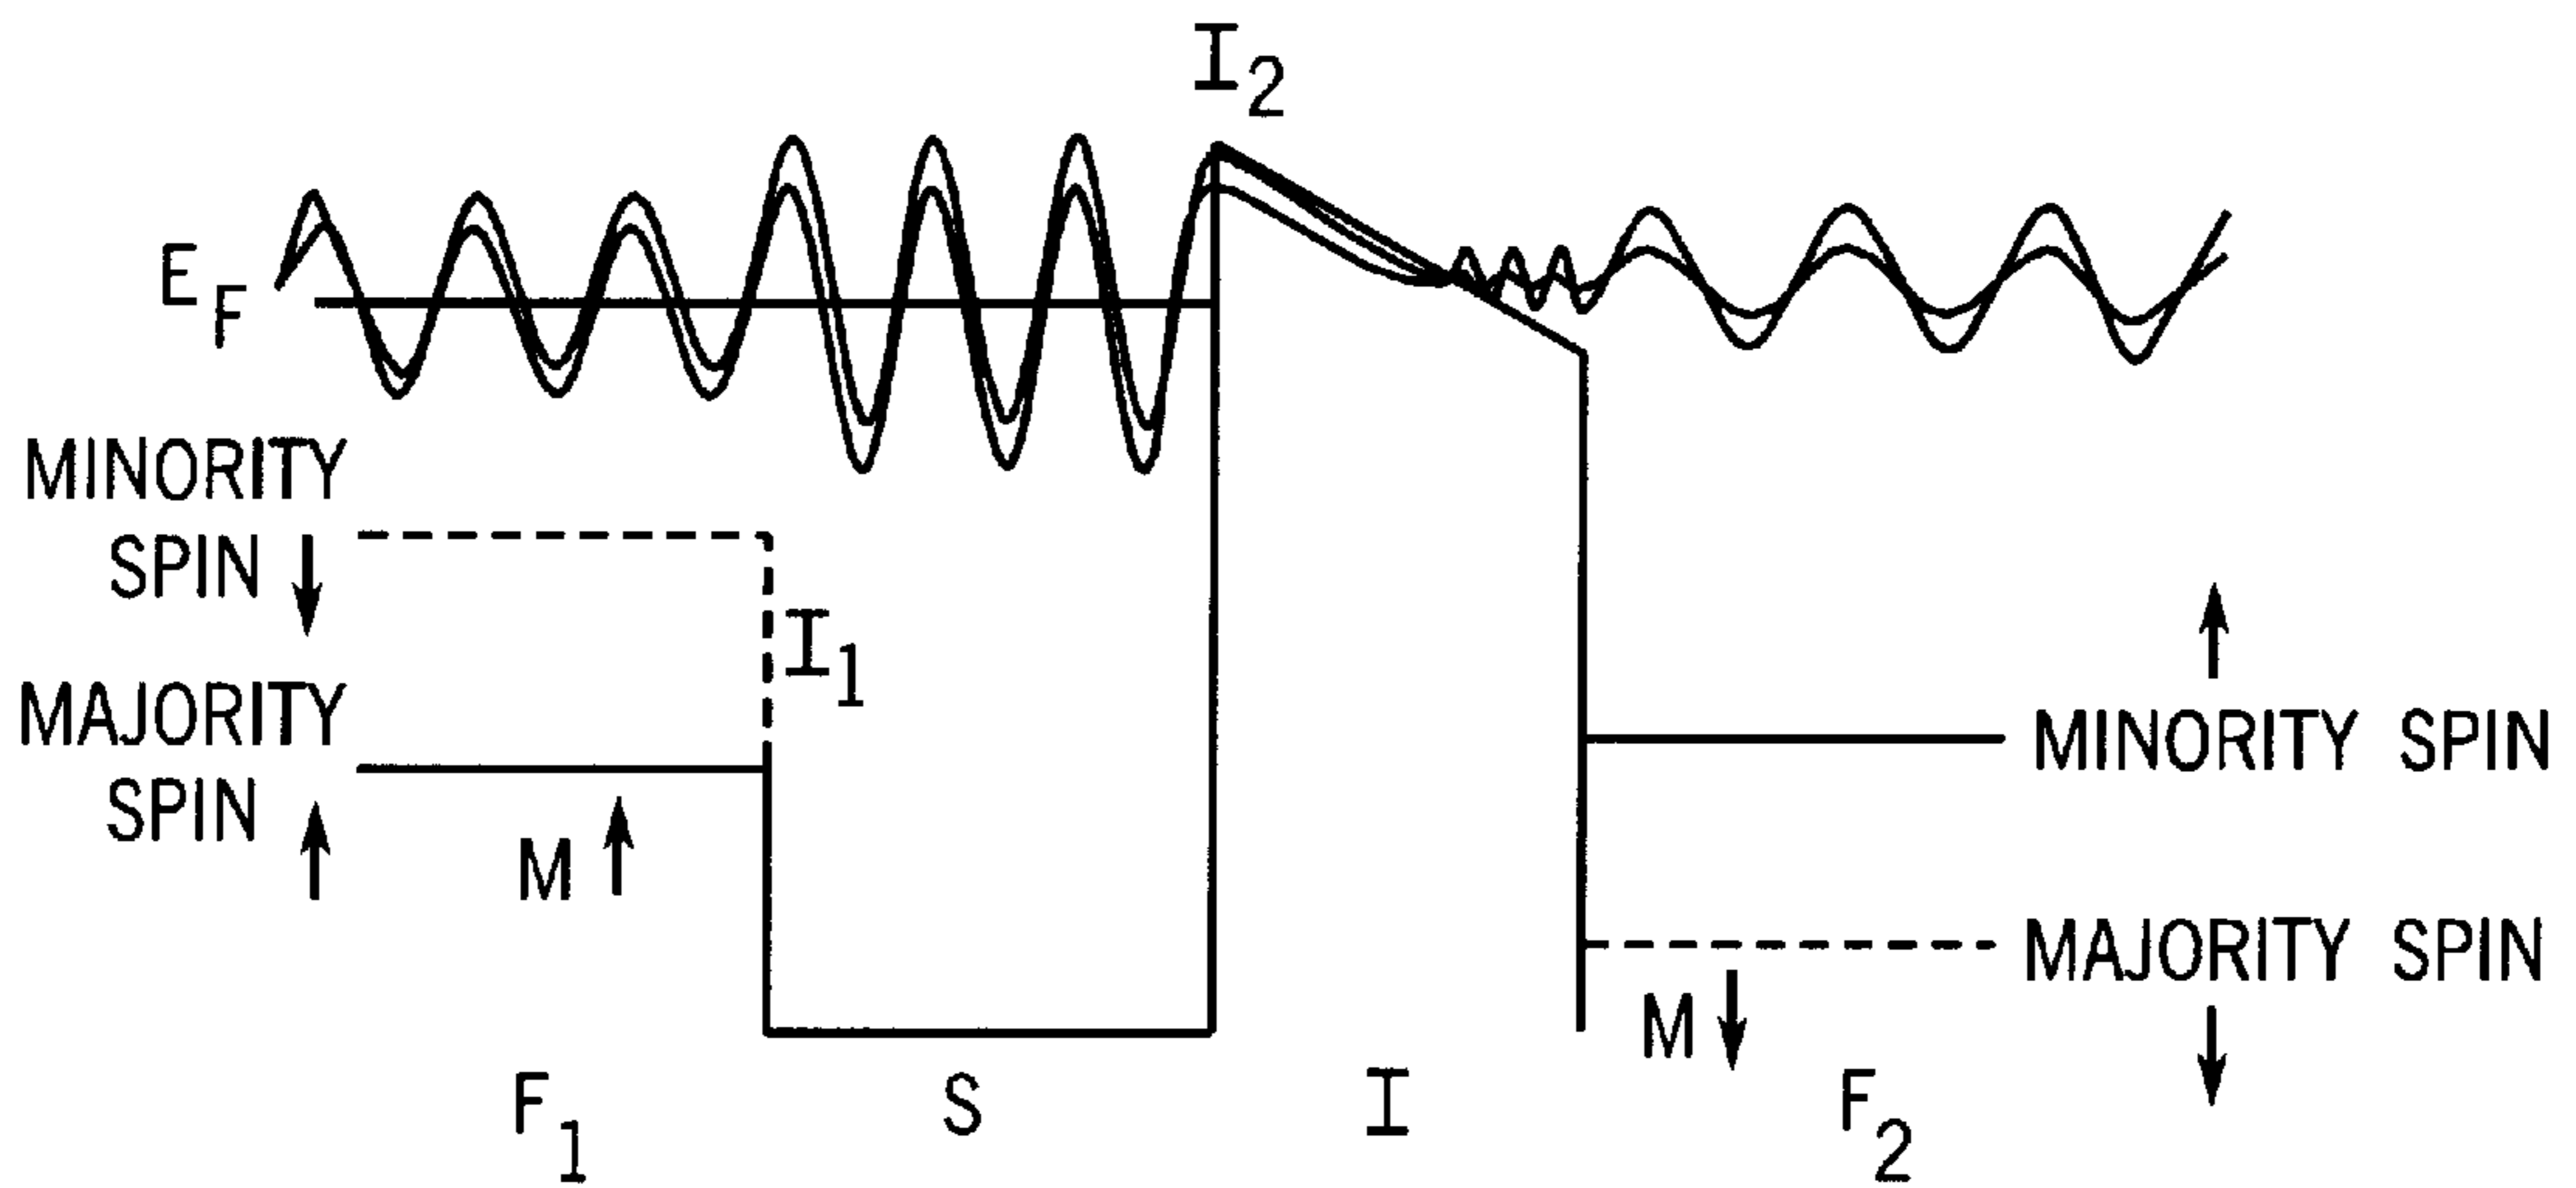 I2
EF
MINORITY
SPIN ↓
I1
MAJORITY
SPIN ↑
M ↑
MINORITY SPIN ↑
MAJORITY SPIN ↓
M ↓
F1
S
I
F2